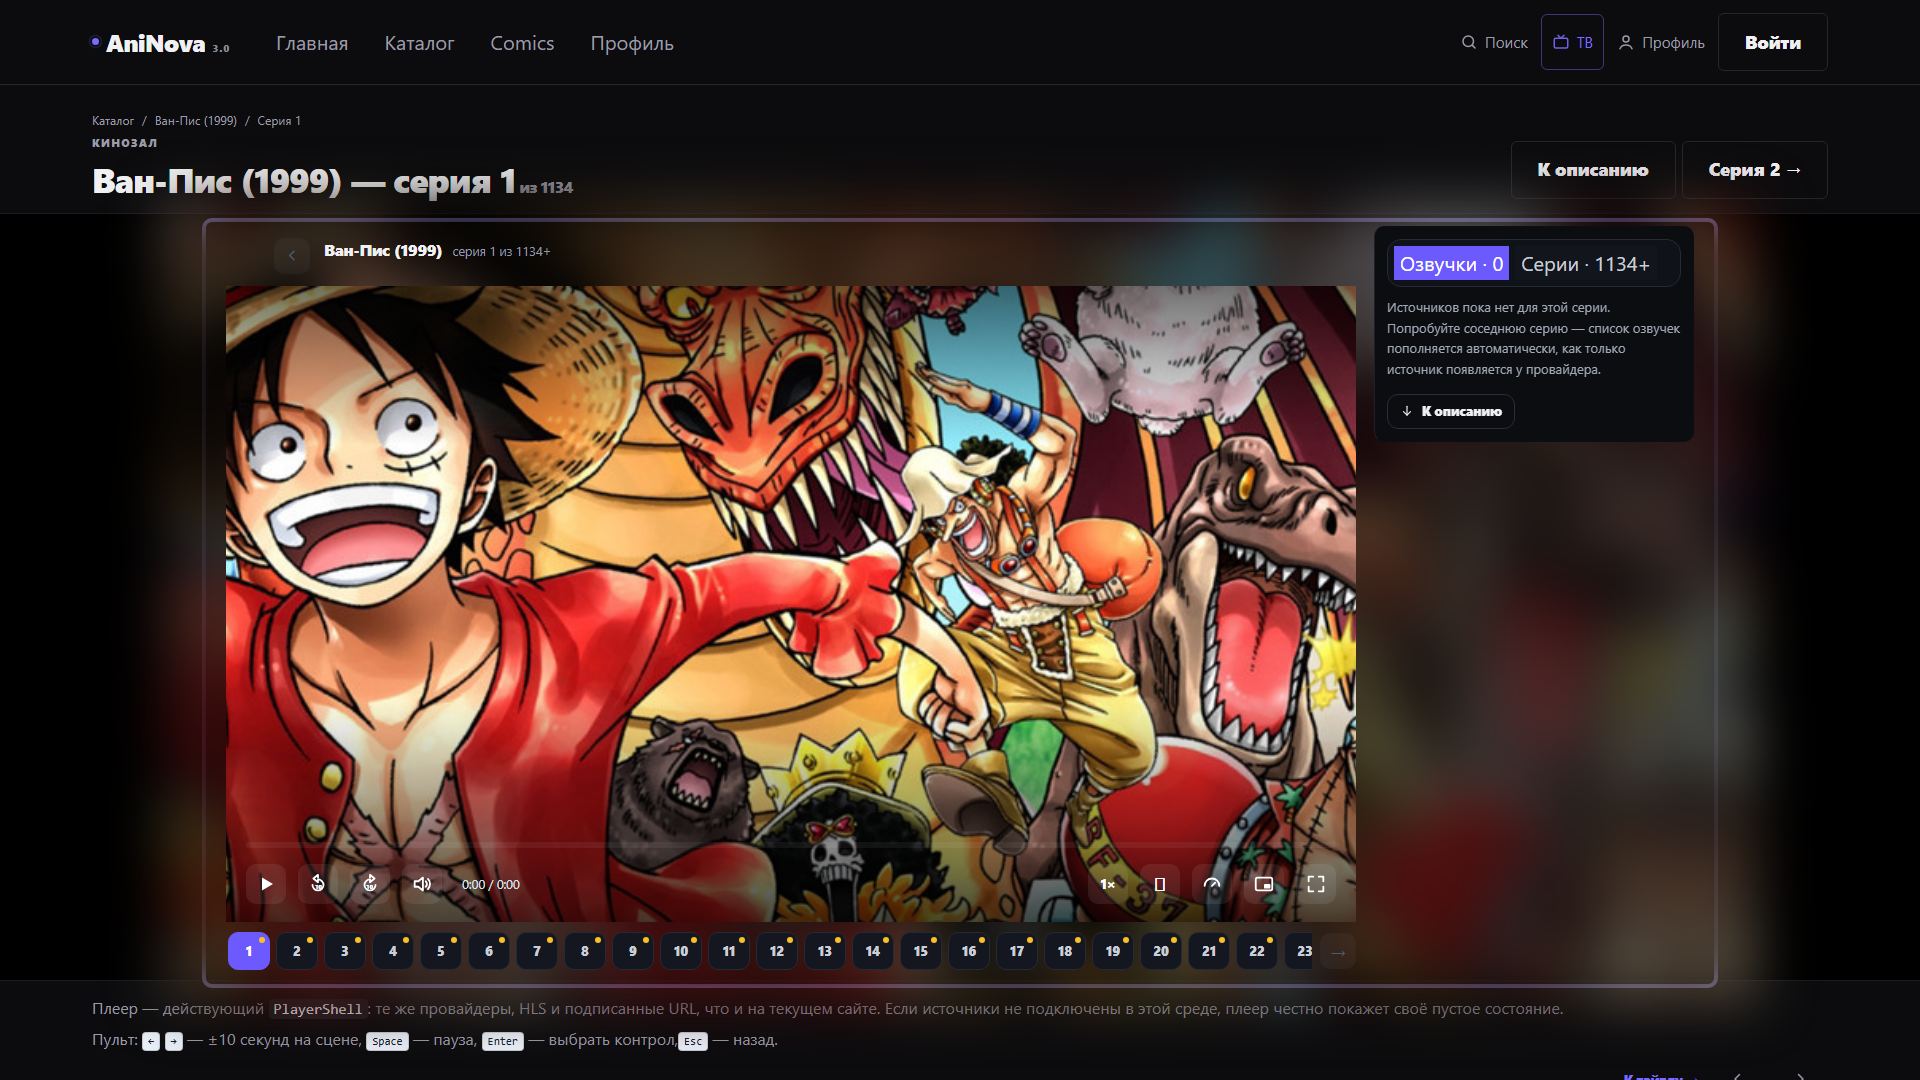 AniNova 3.0
Главная
Каталог
Comics
Профиль
Поиск
ТВ
Профиль
Войти
Каталог / Ван-Пис (1999) / Серия 1
КИНОЗАЛ
Ван-Пис (1999) — серия 1 из 1134
К описанию
Серия 2 →
Ван-Пис (1999) серия 1 из 1134+
Озвучки · 0
Серии · 1134+
Источников пока нет для этой серии.
Попробуйте соседнюю серию — список озвучек
пополняется автоматически, как только
источник появляется у провайдера.
↓ К описанию
0:00 / 0:00
1×
1 2 3 4 5 6 7 8 9 10 11 12 13 14 15 16 17 18 19 20 21 22 23 →
Плеер — действующий PlayerShell: те же провайдеры, HLS и подписанные URL, что и на текущем сайте. Если источники не подключены в этой среде, плеер честно покажет своё пустое состояние.
Пульт: ← → — ±10 секунд на сцене, Space — пауза, Enter — выбрать контрол, Esc — назад.